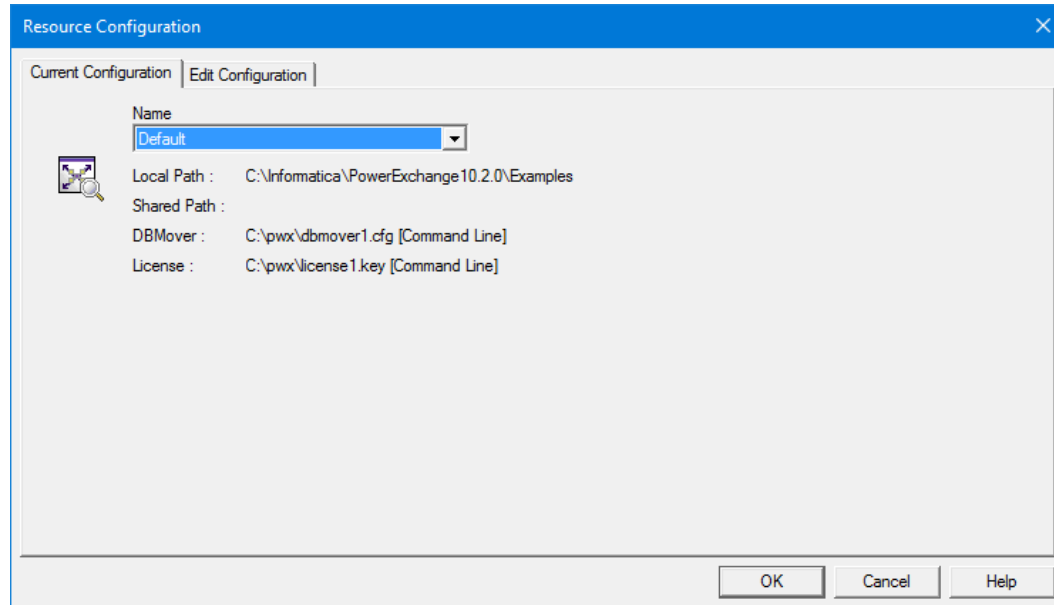 Resource Configuration
Current Configuration Edit Configuration
Name
Default
Local Path : C:\Informatica\PowerExchange10.2.0\Examples
Shared Path :
DBMover : C:\pwx\dbmover1.cfg [Command Line]
License : C:\pwx\license1.key [Command Line]
OK Cancel Help